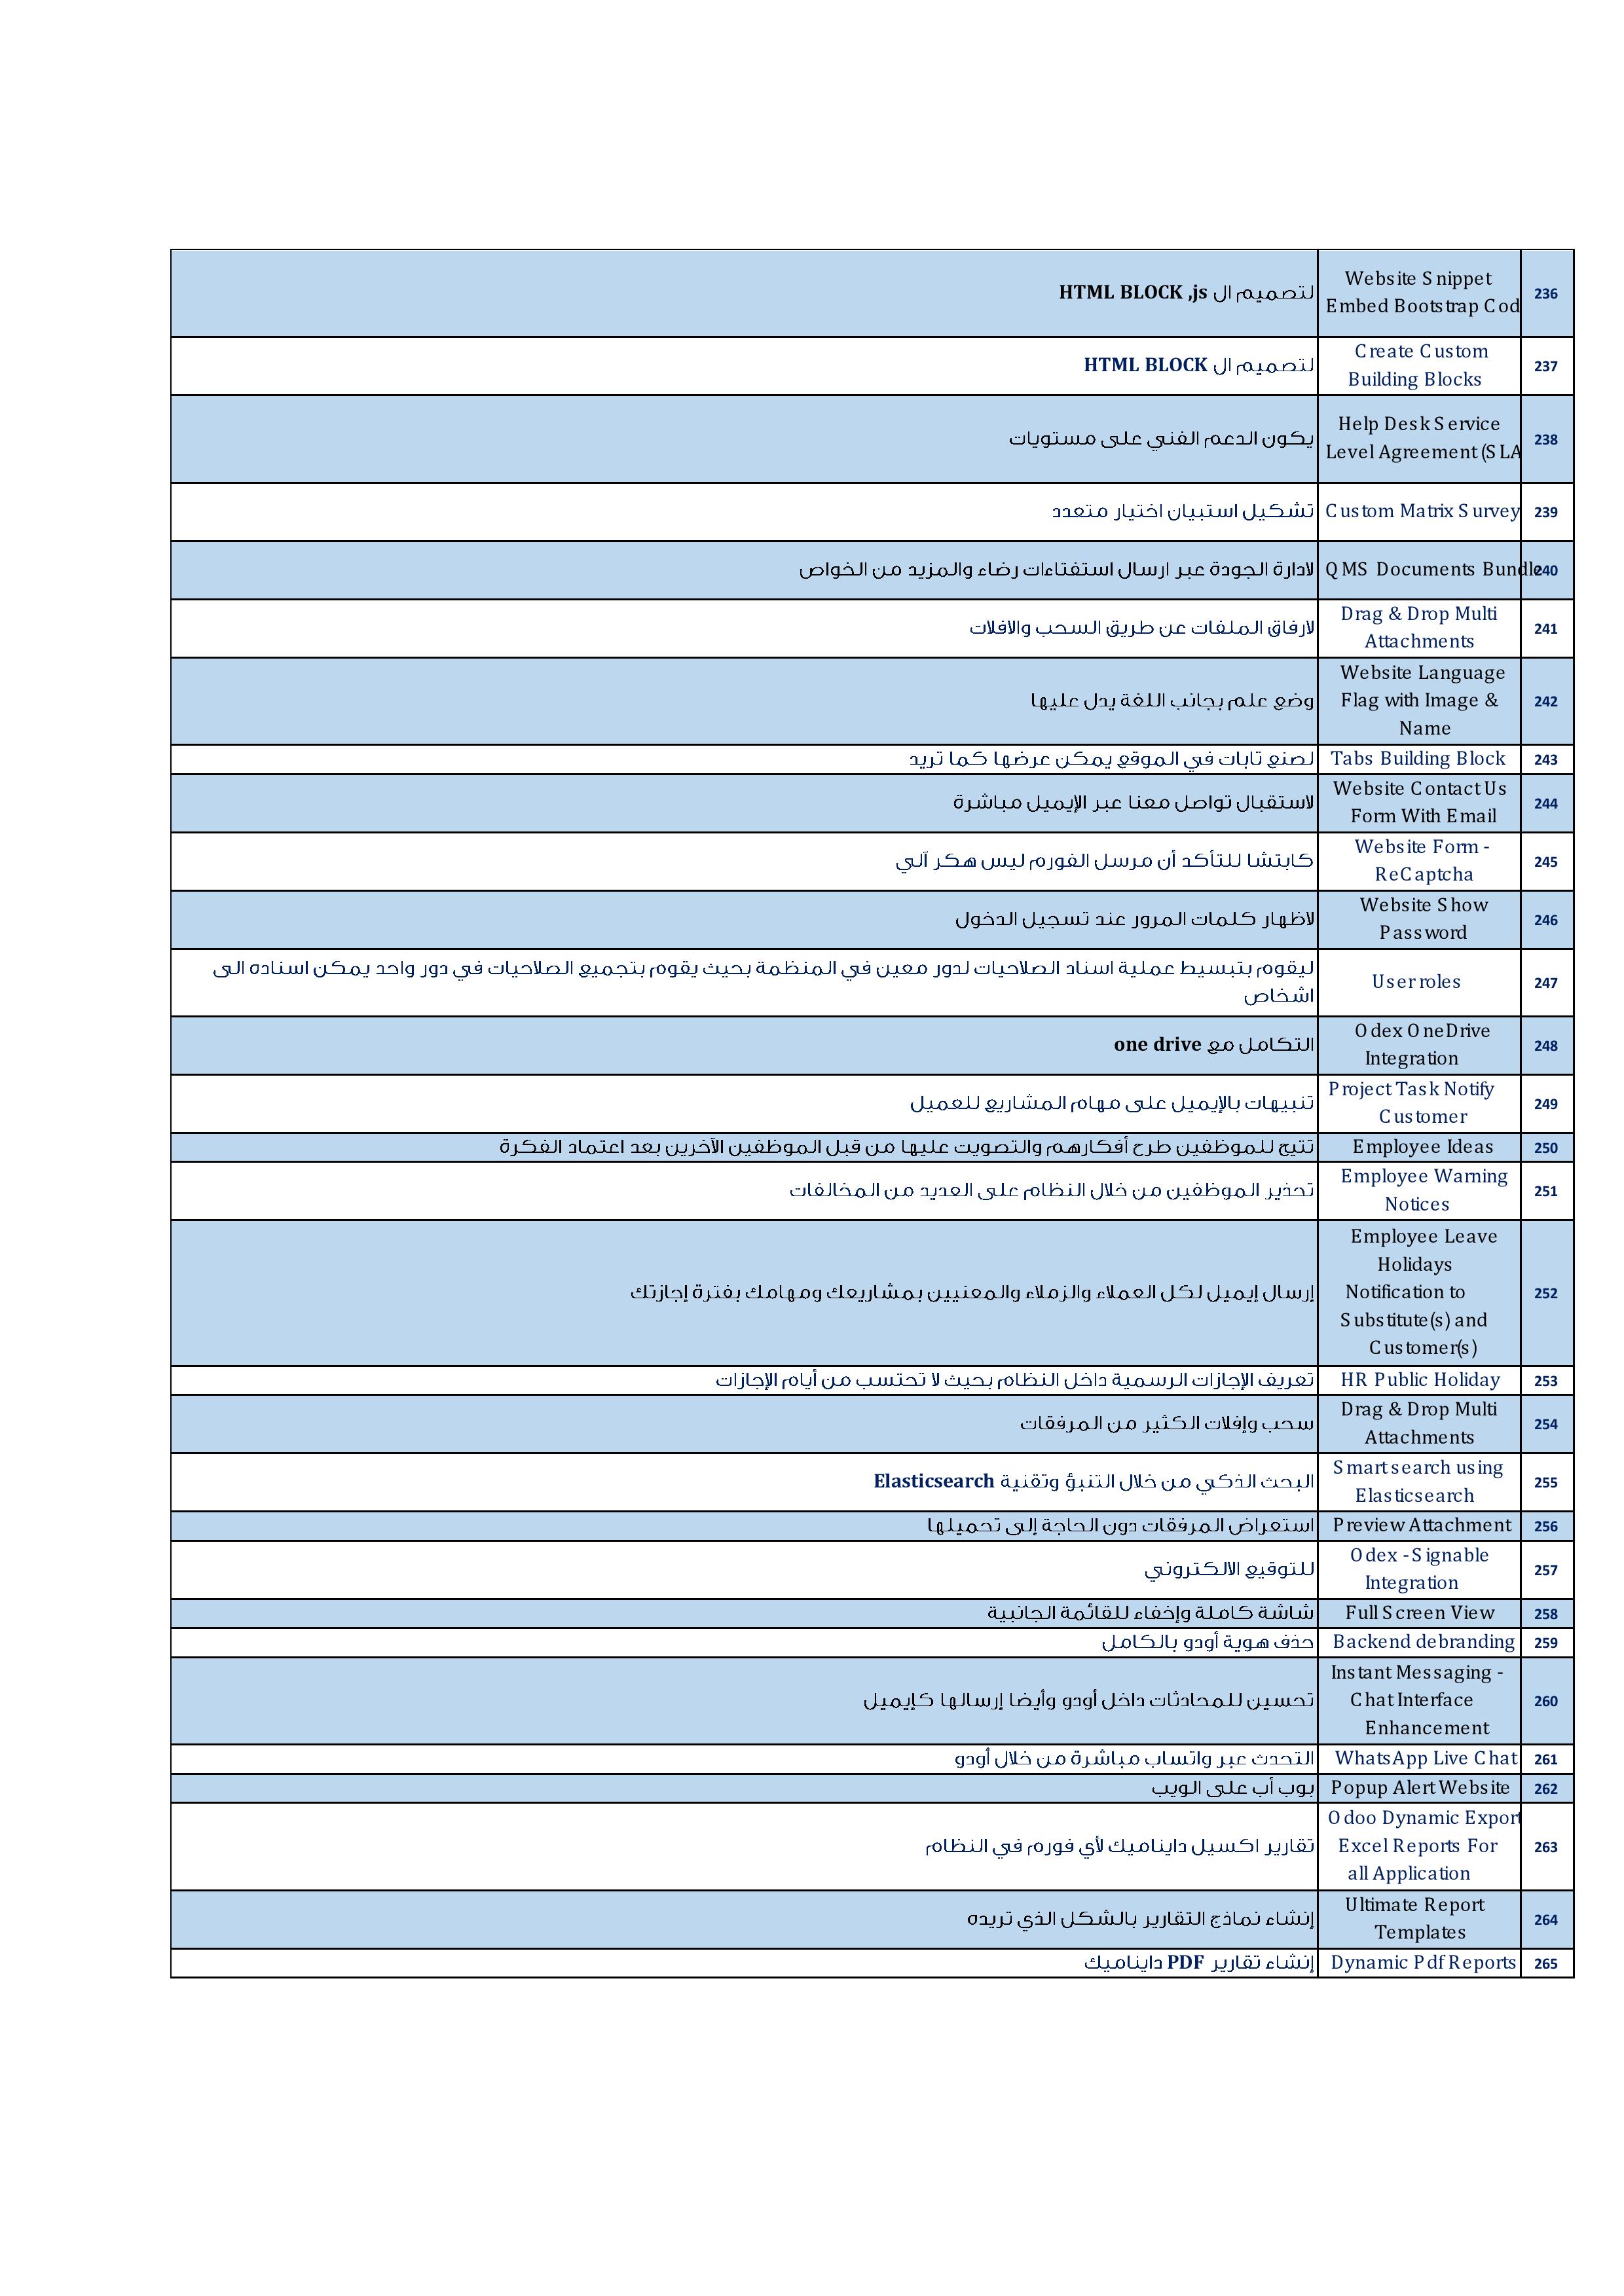 236
Website Snippet
Embed Bootstrap Cod
لتصميم ال HTML BLOCK ,js
237
Create Custom
Building Blocks
لتصميم ال HTML BLOCK
238
Help Desk Service
Level Agreement (SLA
يكون الدعم الفني على مستويات
239
Custom Matrix Survey
تشكيل استبيان اختيار متعدد
240
QMS Documents Bundle
لادارة الجودة عبر ارسال استفتاءات رضاء والمزيد من الخواص
241
Drag & Drop Multi
Attachments
لارفاق الملفات عن طريق السحب والافلات
242
Website Language
Flag with Image &
Name
وضع علم بجانب اللغة يدل عليها
243
Tabs Building Block
لصنع تابات في الموقع يمكن عرضها كما تريد
244
Website Contact Us
Form With Email
لاستقبال تواصل معنا عبر الإيميل مباشرة
245
Website Form -
ReCaptcha
كابتشا للتأكد أن مرسل الفورم ليس هكر آلي
246
Website Show
Password
لاظهار كلمات المرور عند تسجيل الدخول
247
User roles
ليقوم بتبسيط عملية اسناد الصلاحيات لدور معين في المنظمة بحيث يقوم بتجميع الصلاحيات في دور واحد يمكن اسناده الى
اشخاص
248
Odex OneDrive
Integration
التكامل مع one drive
249
Project Task Notify
Customer
تنبيهات بالإيميل على مهام المشاريع للعميل
250
Employee Ideas
تتيح للموظفين طرح أفكارهم والتصويت عليها من قبل الموظفين الآخرين بعد اعتماد الفكرة
251
Employee Warning
Notices
تحذير الموظفين من خلال النظام على العديد من المخالفات
252
Employee Leave
Holidays
Notification to
Substitute(s) and
Customer(s)
إرسال إيميل لكل العملاء والزملاء والمعنيين بمشاريعك ومهامك بفترة إجازتك
253
HR Public Holiday
تعريف الإجازات الرسمية داخل النظام بحيث لا تحتسب من أيام الإجازات
254
Drag & Drop Multi
Attachments
سحب وإفلات الكثير من المرفقات
255
Smart search using
Elasticsearch
البحث الذكي من خلال التنبؤ وتقنية Elasticsearch
256
Preview Attachment
استعراض المرفقات دون الحاجة إلى تحميلها
257
Odex - Signable
Integration
للتوقيع الالكتروني
258
Full Screen View
شاشة كاملة وإخفاء للقائمة الجانبية
259
Backend debranding
حذف هوية أودو بالكامل
260
Instant Messaging -
Chat Interface
Enhancement
تحسين للمحادثات داخل أودو وأيضا إرسالها كإيميل
261
WhatsApp Live Chat
التحدث عبر واتساب مباشرة من خلال أودو
262
Popup Alert Website
بوب أب على الويب
263
Odoo Dynamic Export
Excel Reports For
all Application
تقارير اكسيل دايناميك لأي فورم في النظام
264
Ultimate Report
Templates
إنشاء نماذج التقارير بالشكل الذي تريده
265
Dynamic Pdf Reports
إنشاء تقارير PDF دايناميك